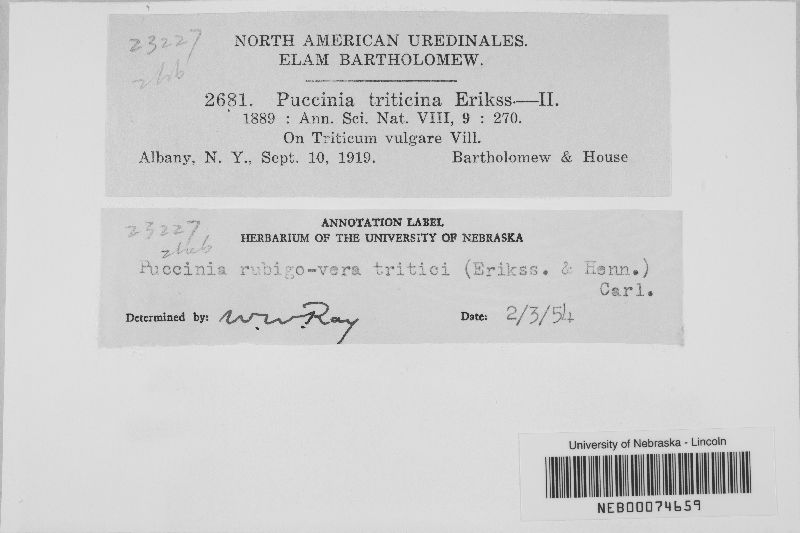 23227
NORTH AMERICAN UREDINALES.
ELAM BARTHOLOMEW.
2681. Puccinia triticina Erikss.—II.
1889 : Ann. Sci. Nat. VIII, 9 : 270.
On Triticum vulgare Vill.
Albany, N. Y., Sept. 10, 1919. Bartholomew & House
23227
ANNOTATION LABEL
HERBARIUM OF THE UNIVERSITY OF NEBRASKA
Puccinia rubigo-vera tritici (Erikss. & Henn.)
Carl.
Determined by: W.W.Ray Date: 2/3/54
University of Nebraska - Lincoln
NEB00074659